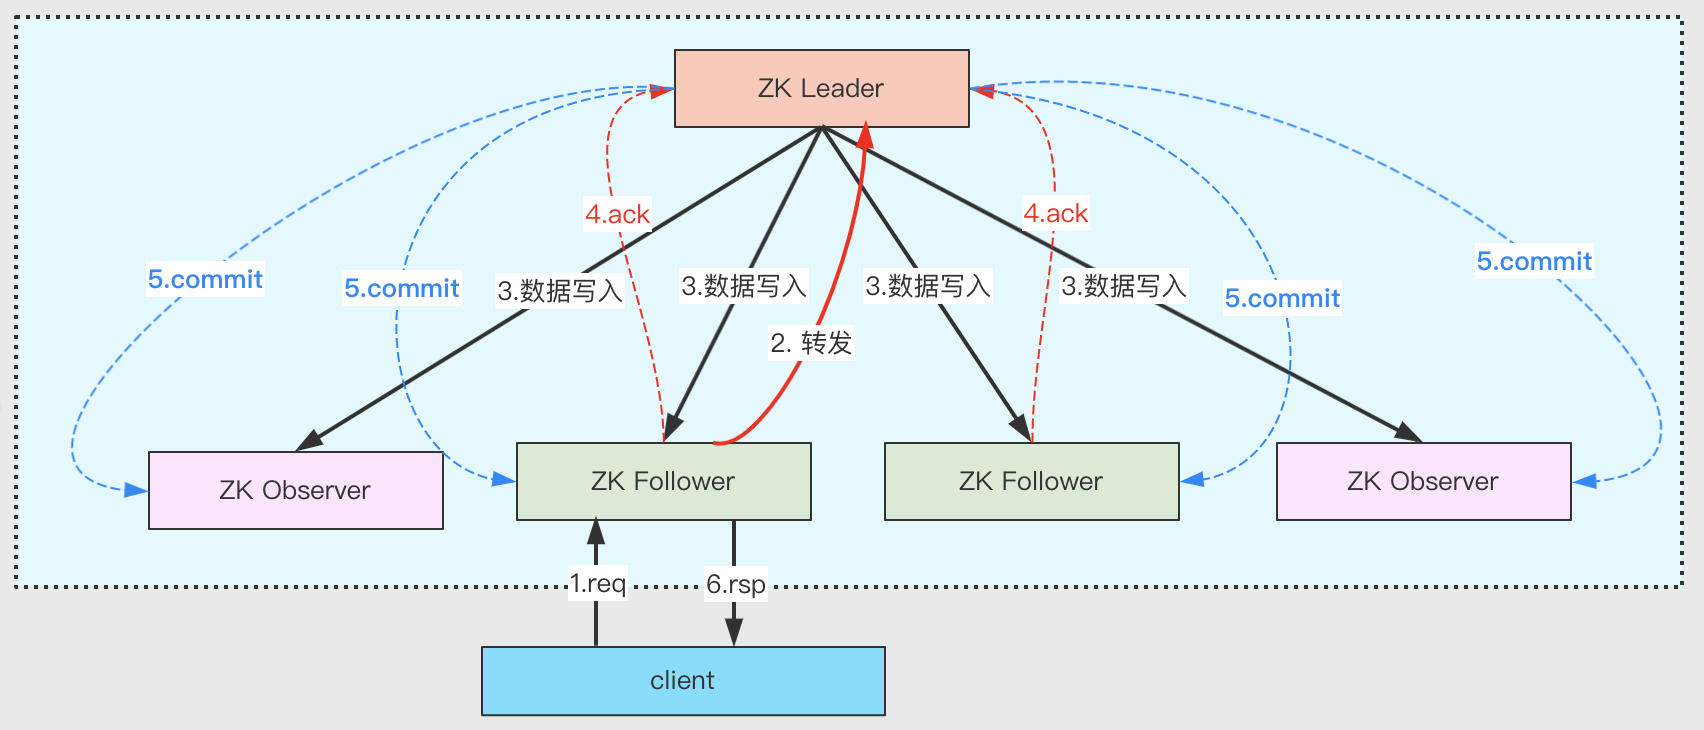 ZK Leader
4.ack
4.ack
5.commit
5.commit
3.数据写入
3.数据写入
3.数据写入
3.数据写入
5.commit
5.commit
2. 转发
ZK Observer
ZK Follower
ZK Follower
ZK Observer
1.req
6.rsp
client